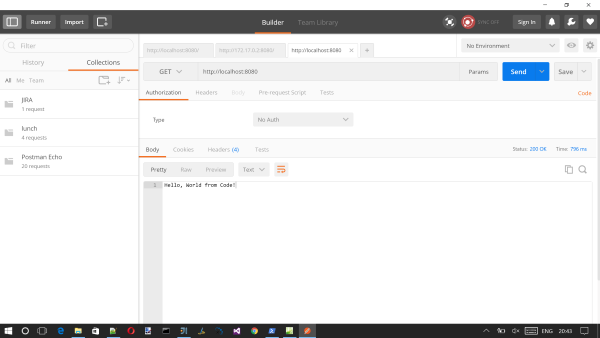 Runner Import Builder Team Library SYNC OFF Sign In
Filter
History Collections
All Me Team
JIRA
1 request
lunch
4 requests
Postman Echo
20 requests
http://localhost:8080/ http://172.17.0.2:8080/ http://localhost:8080 No Environment
GET http://localhost:8080 Params Send Save
Authorization Headers Body Pre-request Script Tests Code
Type No Auth
Body Cookies Headers (4) Tests Status: 200 OK Time: 796 ms
Pretty Raw Preview Text
1 Hello, World from Code!
ENG 20:43